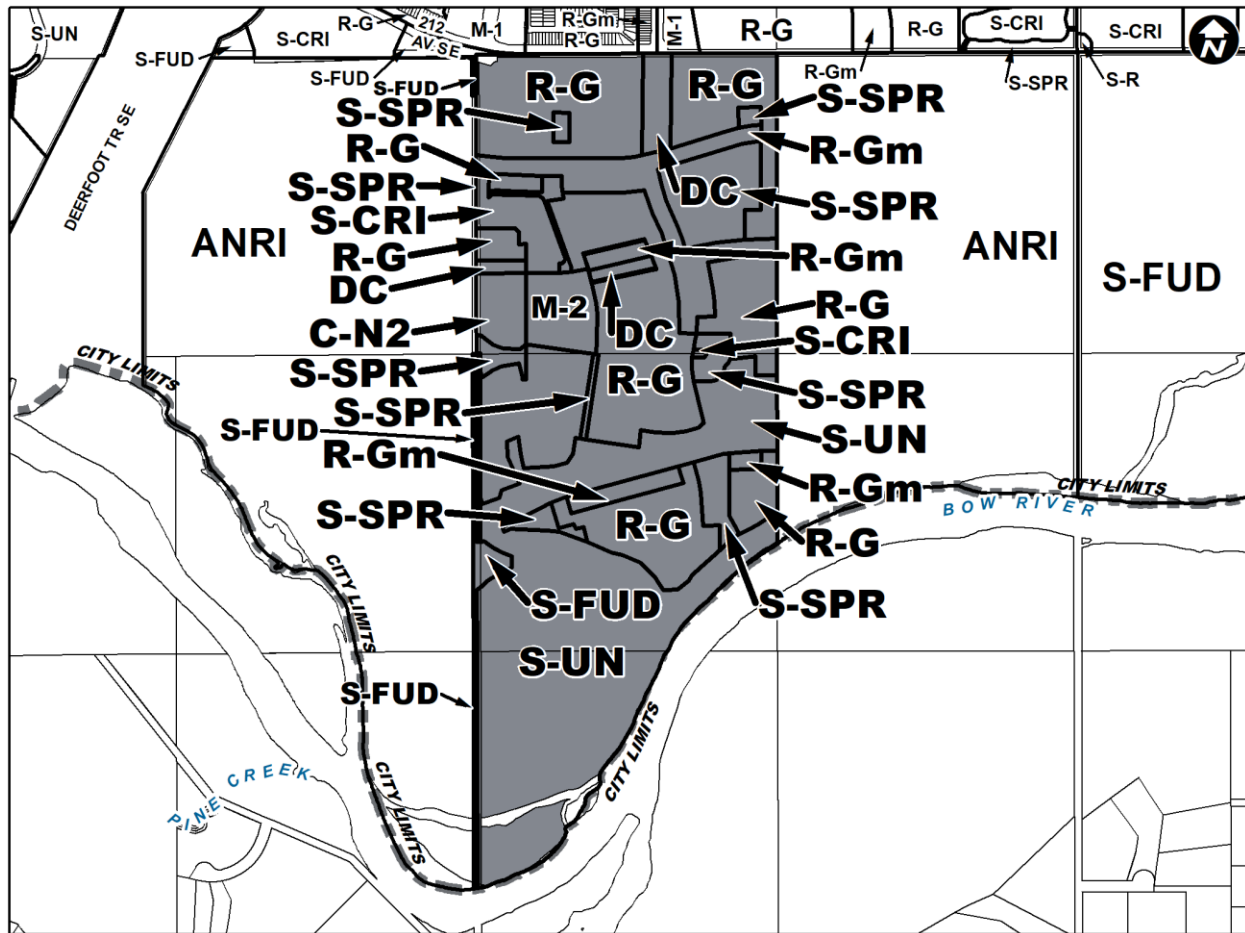 S-UN
S-FUD
S-CRI
R-G
212
AV SE
M-1
R-Gm
R-G
M-1
R-G
R-Gm
R-G
S-CRI
S-CRI
S-SPR
S-R
N
S-FUD
S-FUD
DEERFOOT TR SE
R-G
R-G
S-SPR
S-SPR
R-G
R-Gm
S-SPR
DC
S-SPR
S-CRI
ANRI
ANRI
R-G
R-Gm
S-FUD
DC
R-G
M-2
C-N2
DC
S-CRI
CITY LIMITS
S-SPR
R-G
S-SPR
S-SPR
S-FUD
S-UN
R-Gm
R-Gm
CITY LIMITS
BOW RIVER
S-SPR
R-G
R-G
CITY LIMITS
S-FUD
S-SPR
S-UN
S-FUD
CITY LIMITS
PINE CREEK
CITY LIMITS